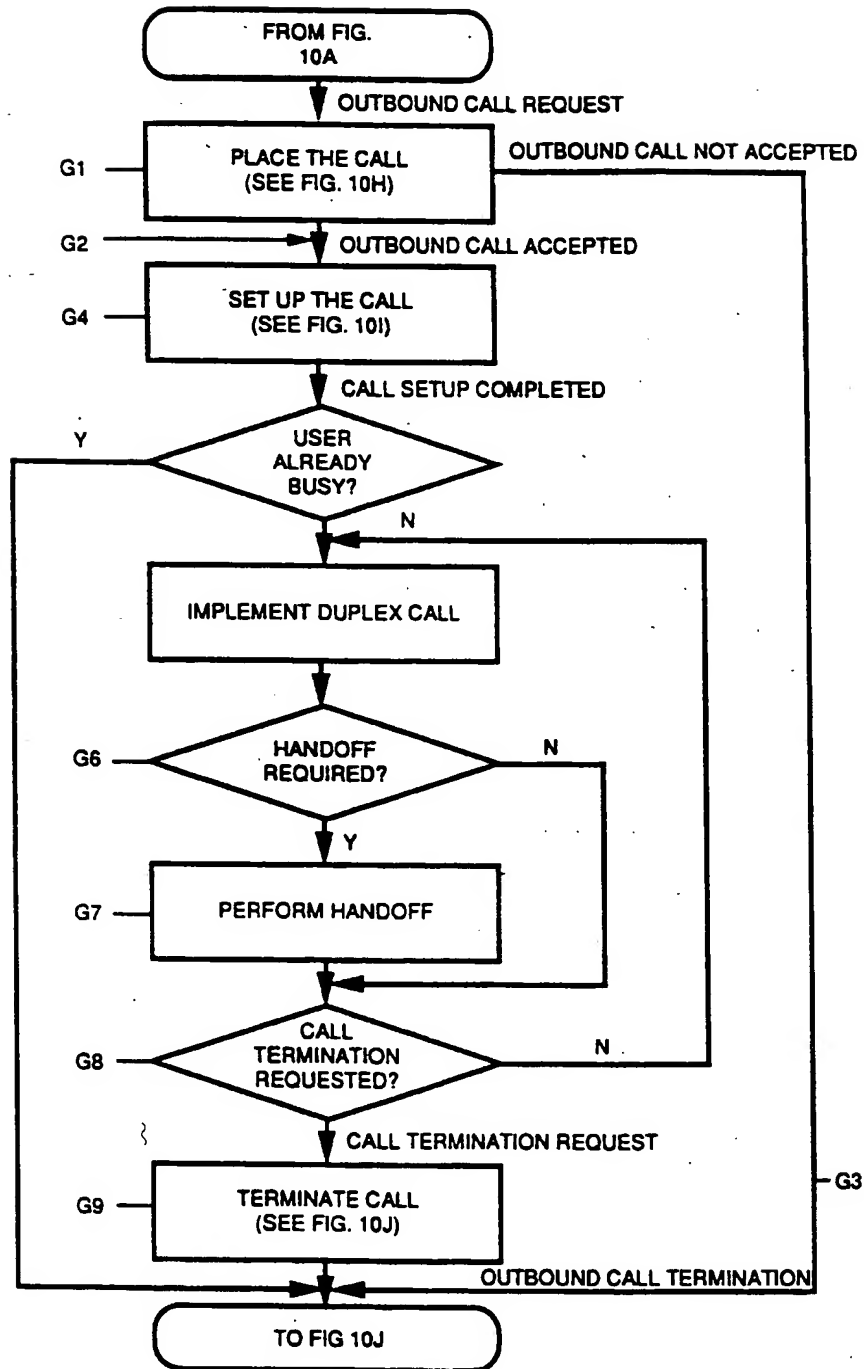 FROM FIG.
10A
OUTBOUND CALL REQUEST
G1
PLACE THE CALL
(SEE FIG. 10H)
OUTBOUND CALL NOT ACCEPTED
G2
OUTBOUND CALL ACCEPTED
G4
SET UP THE CALL
(SEE FIG. 10I)
CALL SETUP COMPLETED
Y
USER
ALREADY
BUSY?
N
IMPLEMENT DUPLEX CALL
G6
HANDOFF
REQUIRED?
N
Y
G7
PERFORM HANDOFF
G8
CALL
TERMINATION
REQUESTED?
N
CALL TERMINATION REQUEST
G9
TERMINATE CALL
(SEE FIG. 10J)
G3
OUTBOUND CALL TERMINATION
TO FIG 10J